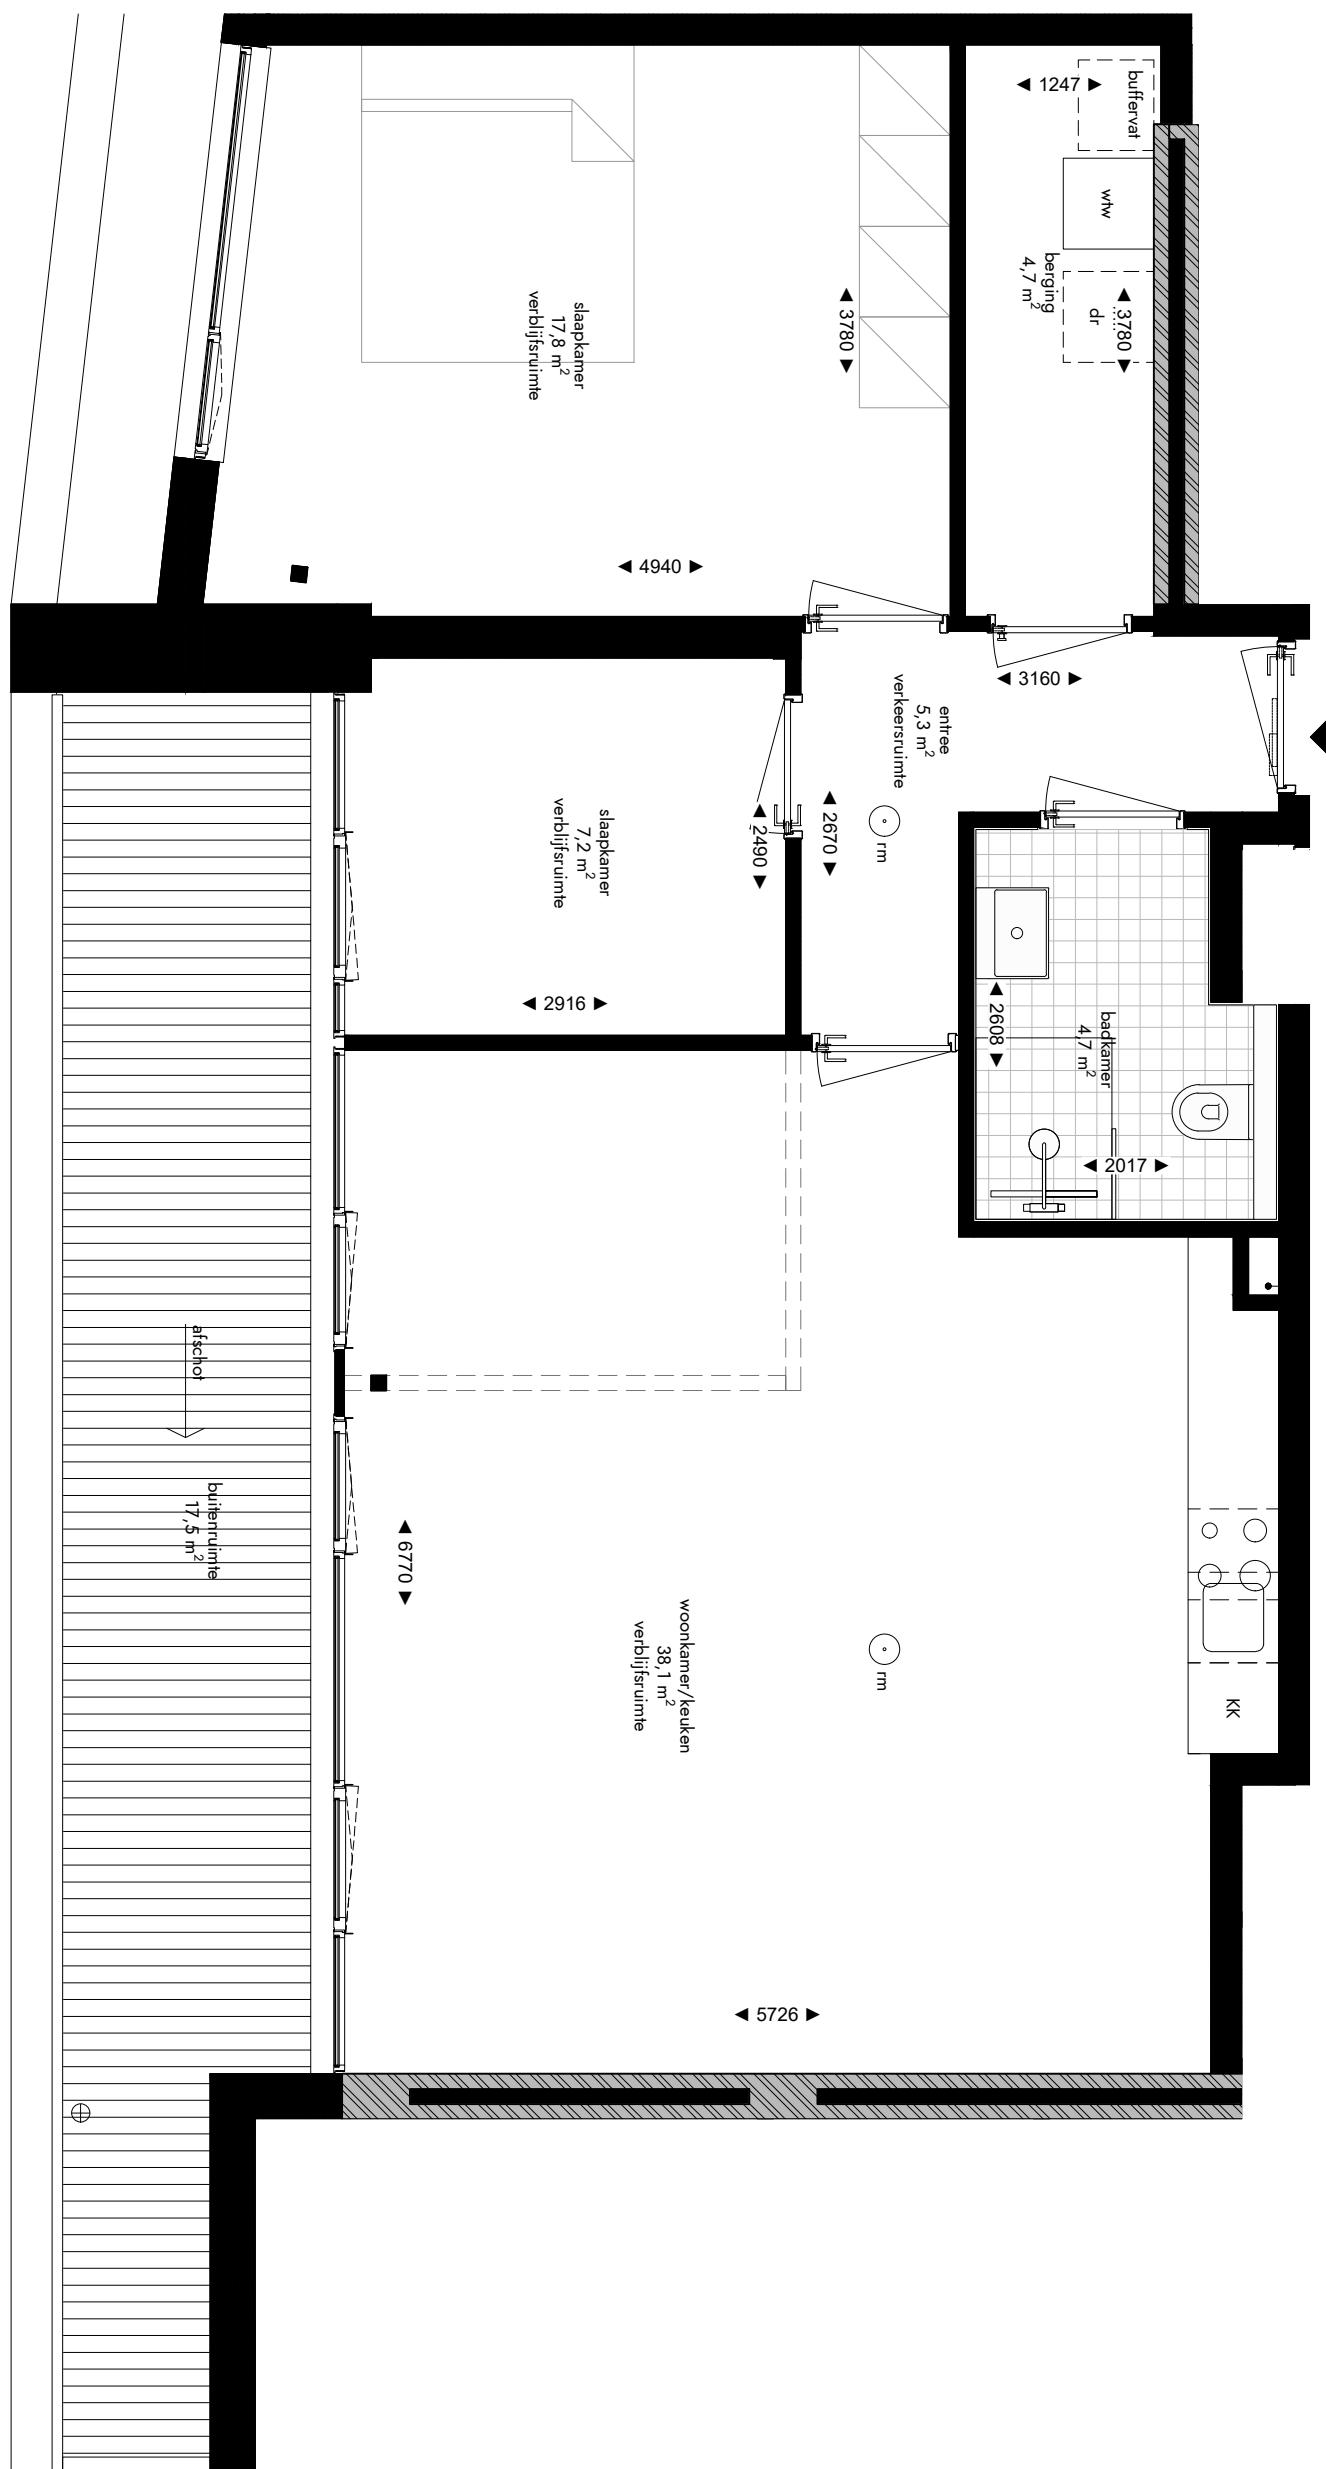 ◄ 1247 ►
buffervat
wtw
berging
4,7 m²
◄ 3780 ►
dr
slaapkamer
17,8 m²
verblijfsruimte
◄ 3780 ►
◄ 4940 ►
◄ 3160 ►
entree
5,3 m²
verkeersruimte
slaapkamer
7,2 m²
verblijfsruimte
◄ 2490 ►
◄ 2670 ►
rm
◄ 2916 ►
◄ 2608 ►
badkamer
4,7 m²
◄ 2017 ►
afschot
buitenruimte
17,5 m²
◄ 6770 ►
woonkamer/keuken
38,1 m²
verblijfsruimte
rm
KK
◄ 5726 ►